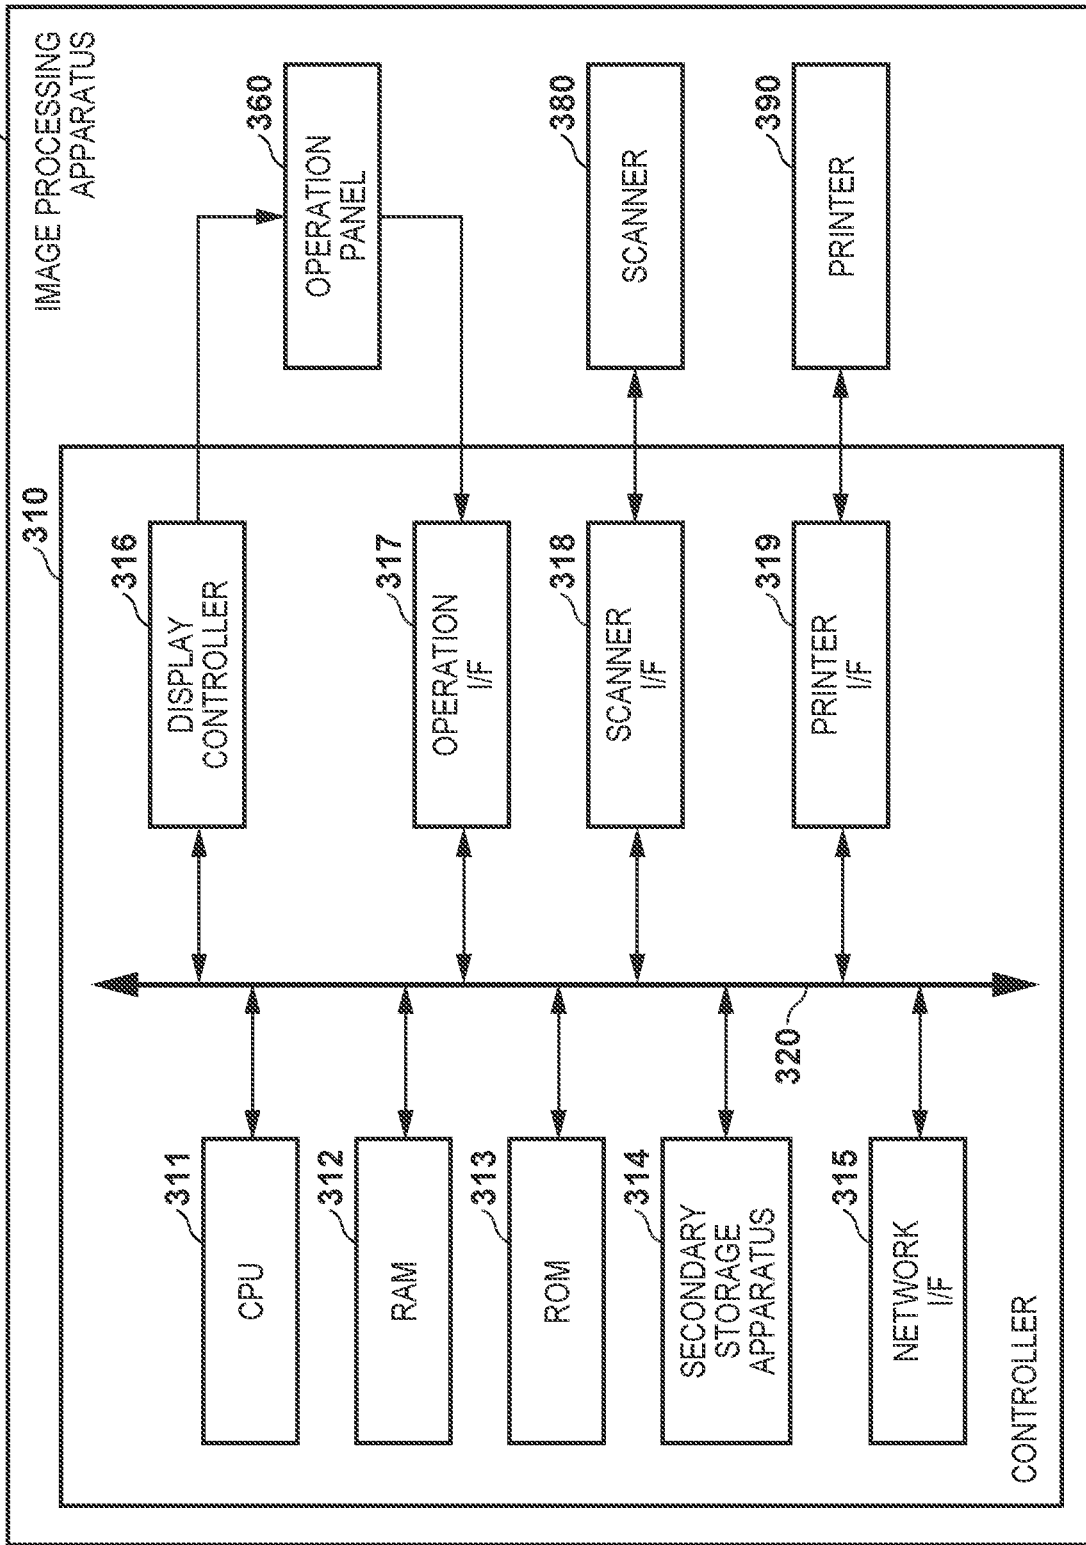 IMAGE PROCESSING
APPARATUS
310
316
DISPLAY
CONTROLLER
360
OPERATION
PANEL
311
CPU
312
RAM
317
OPERATION
I/F
313
ROM
318
SCANNER
I/F
380
SCANNER
314
SECONDARY
STORAGE
APPARATUS
320
319
PRINTER
I/F
390
PRINTER
315
NETWORK
I/F
CONTROLLER